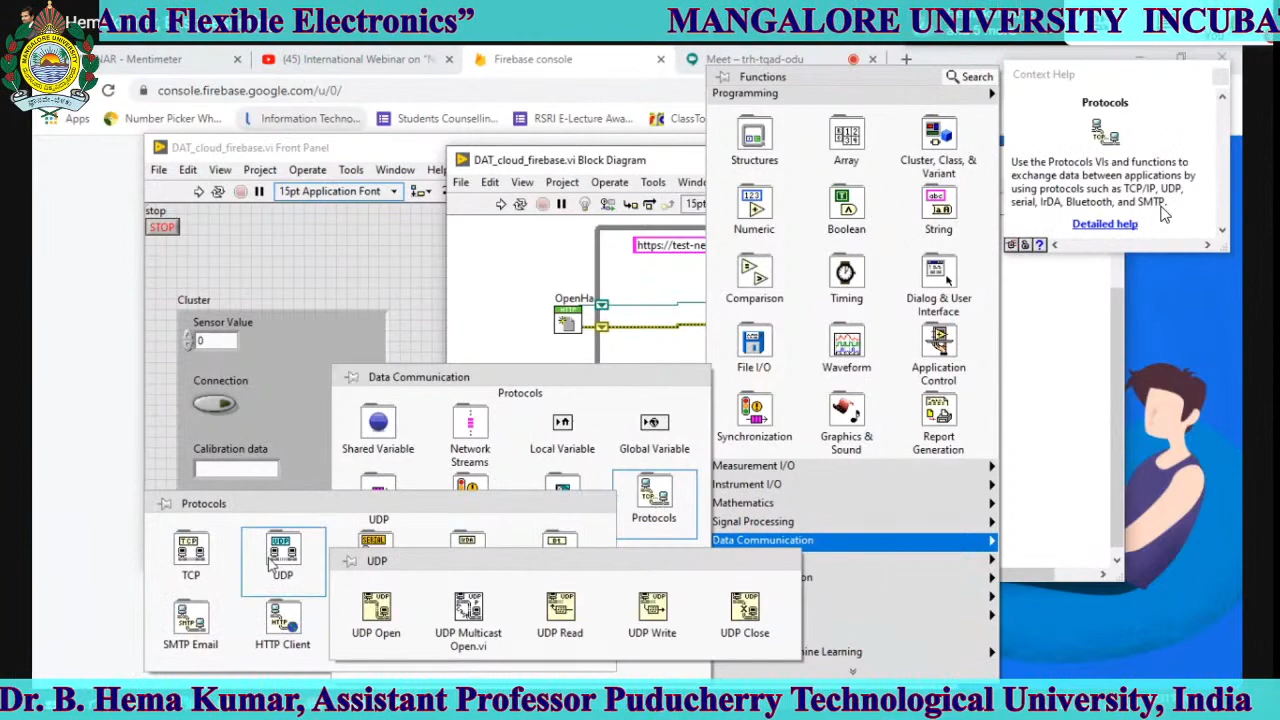 And Flexible Electronics”
MANGALORE UNIVERSITY INCUBA
MANGALORE UNIVERSITY
Hema
NAR - Mentimeter
(45) International Webinar on "N
Firebase console
Meet – trh-tqad-odu
console.firebase.google.com/u/0/
Apps
Number Picker Wh...
Information Techno...
Students Counselling...
RSRI E-Lecture Awa...
ClassTo
DAT_cloud_firebase.vi Front Panel
File Edit View Project Operate Tools Window Help
15pt Application Font
stop
STOP
Cluster
Sensor Value
0
Connection
Calibration data
DAT_cloud_firebase.vi Block Diagram
File Edit View Project Operate Tools Window
15pt
https://test-ne
OpenHa
HTTP
Functions
Search
Programming
Structures
Array
Cluster, Class, &
Variant
Numeric
Boolean
String
Comparison
Timing
Dialog & User
Interface
File I/O
Waveform
Application
Control
Synchronization
Graphics &
Sound
Report
Generation
Measurement I/O
Instrument I/O
Mathematics
Signal Processing
Data Communication
hine Learning
Context Help
Protocols
Use the Protocols VIs and functions to
exchange data between applications by
using protocols such as TCP/IP, UDP,
serial, IrDA, Bluetooth, and SMTP.
Detailed help
Data Communication
Protocols
Shared Variable
Network
Streams
Local Variable
Global Variable
Protocols
Protocols
UDP
TCP
UDP
SMTP Email
HTTP Client
UDP
UDP Open
UDP Multicast
Open.vi
UDP Read
UDP Write
UDP Close
Dr. B. Hema Kumar, Assistant Professor Puducherry Technological University, India